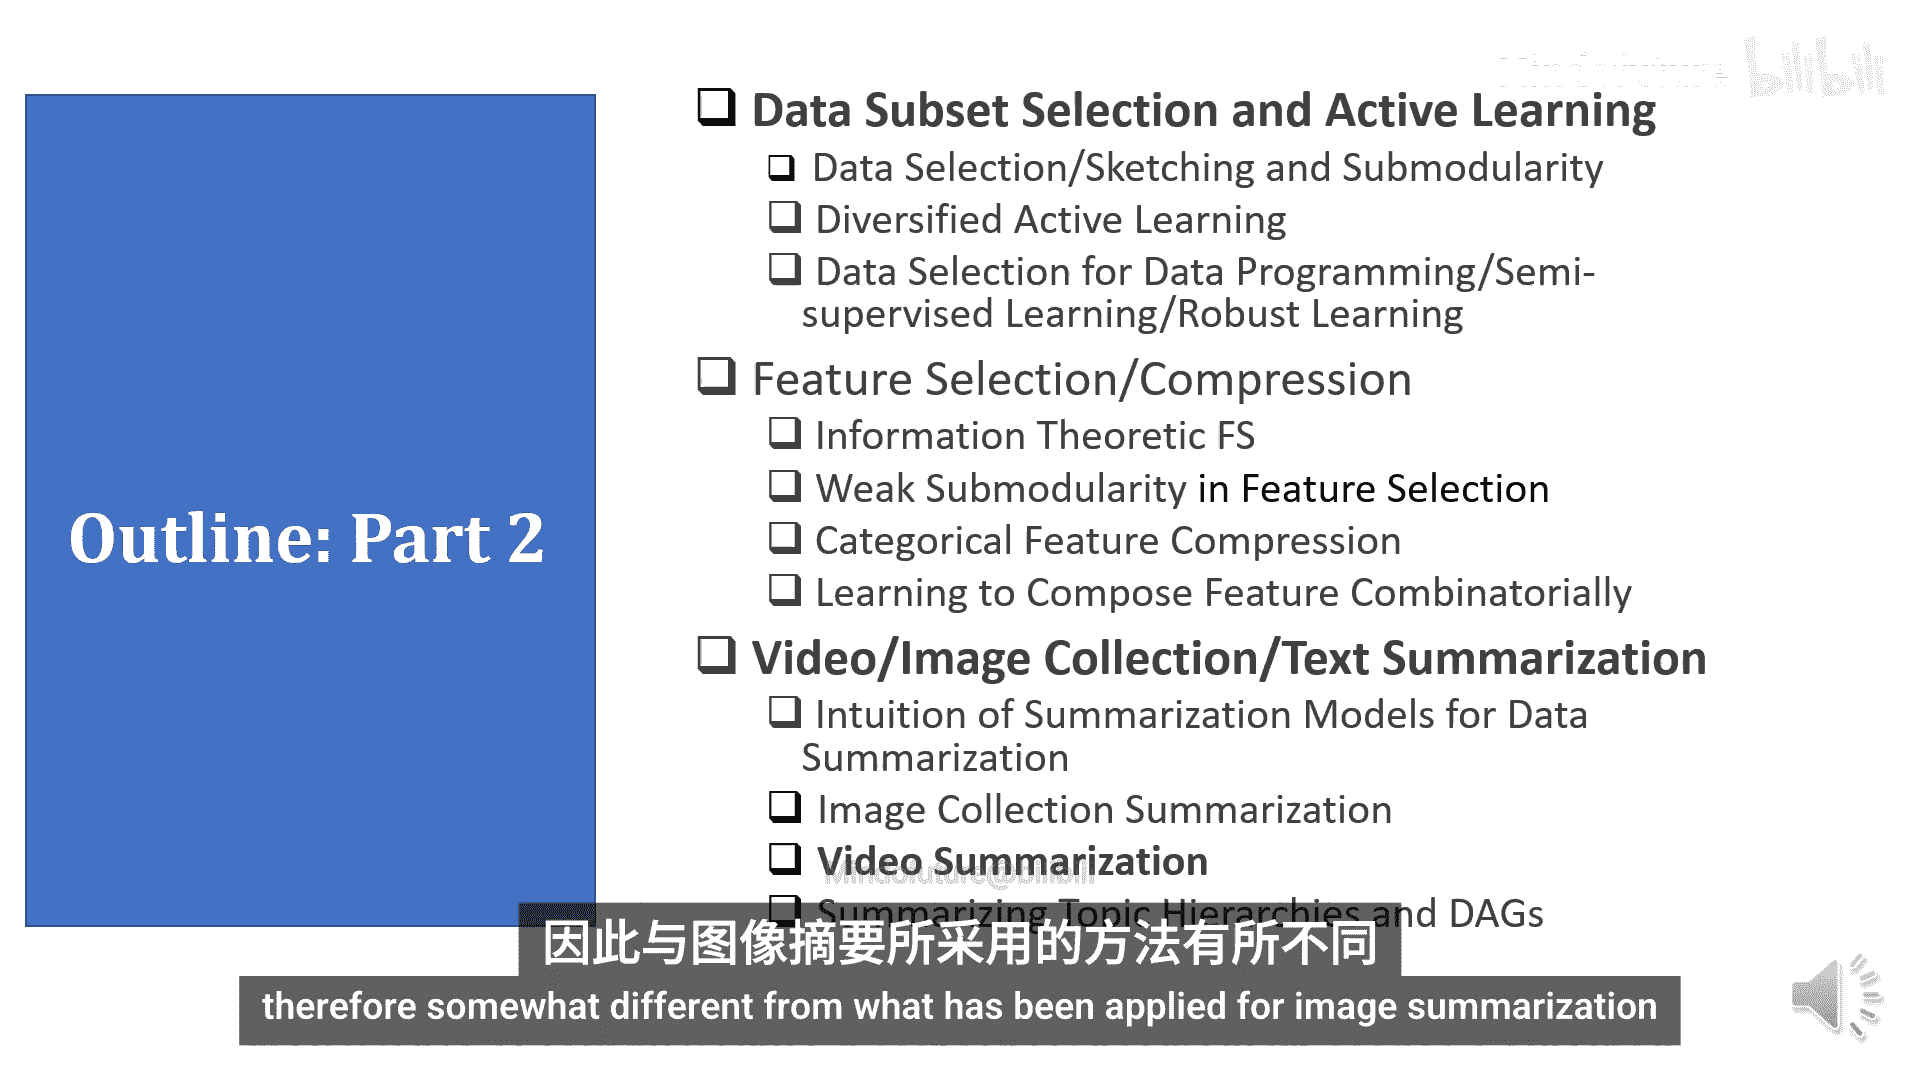 bilibili
Outline: Part 2
Data Subset Selection and Active Learning
Data Selection/Sketching and Submodularity
Diversified Active Learning
Data Selection for Data Programming/Semi-
supervised Learning/Robust Learning
Feature Selection/Compression
Information Theoretic FS
Weak Submodularity in Feature Selection
Categorical Feature Compression
Learning to Compose Feature Combinatorially
Video/Image Collection/Text Summarization
Intuition of Summarization Models for Data
Summarization
Image Collection Summarization
Video Summarization
Mindofuture@bilibili
Summarizing Topic Hierarchies and DAGs
因此与图像摘要所采用的方法有所不同
therefore somewhat different from what has been applied for image summarization